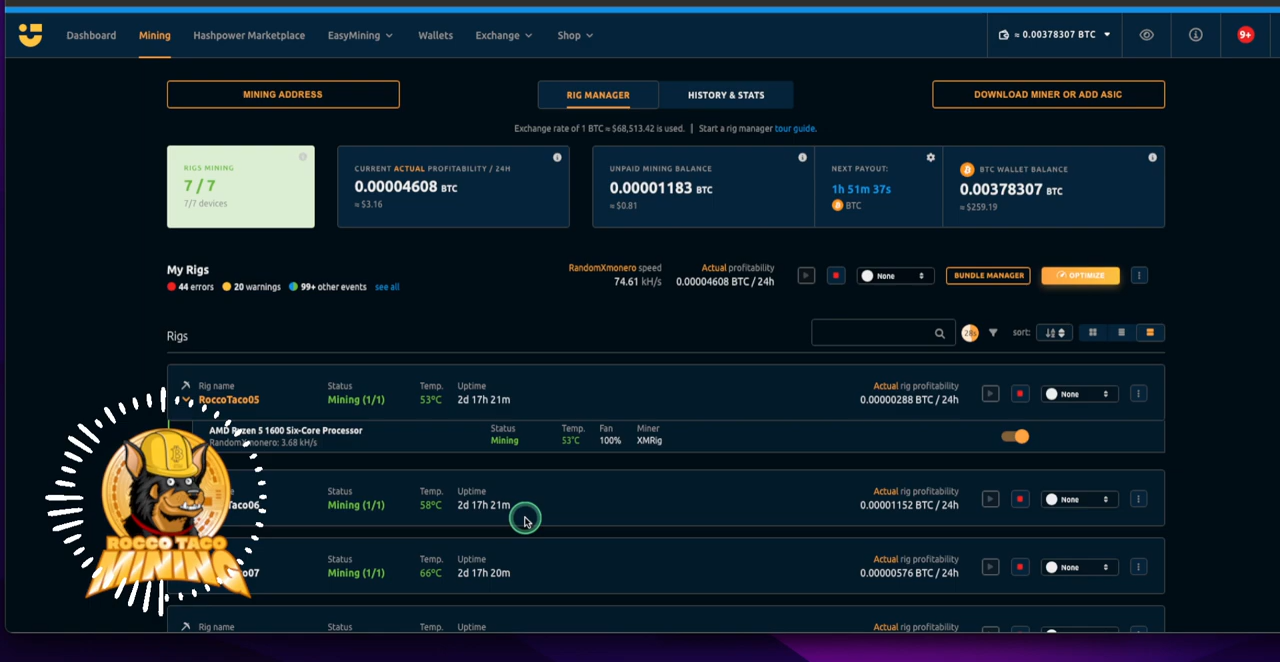 Dashboard Mining Hashpower Marketplace EasyMining Wallets Exchange Shop ≈ 0.00378307 BTC 9+
MINING ADDRESS RIG MANAGER HISTORY & STATS DOWNLOAD MINER OR ADD ASIC
Exchange rate of 1 BTC ≈ $68,513.42 is used. | Start a rig manager tour guide.
RIGS MINING
7 / 7
7/7 devices
CURRENT ACTUAL PROFITABILITY / 24H
0.00004608 BTC
≈ $3.16
UNPAID MINING BALANCE
0.00001183 BTC
≈ $0.81
NEXT PAYOUT:
1h 51m 37s
BTC
BTC WALLET BALANCE
0.00378307 BTC
≈ $259.19
My Rigs
44 errors 20 warnings 99+ other events see all
RandomXmonero speed
74.61 kH/s
Actual profitability
0.00004608 BTC / 24h
None BUNDLE MANAGER OPTIMIZE
Rigs sort:
Rig name Status Temp. Uptime Actual rig profitability
RoccoTaco05 Mining (1/1) 53°C 2d 17h 21m 0.00000288 BTC / 24h None
AMD Ryzen 5 1600 Six-Core Processor Status Temp. Fan Miner
RandomXmonero: 3.68 kH/s Mining 53°C 100% XMRig
Status Temp. Uptime Actual rig profitability
Taco06 Mining (1/1) 58°C 2d 17h 21m 0.00001152 BTC / 24h None
Status Temp. Uptime Actual rig profitability
o07 Mining (1/1) 66°C 2d 17h 20m 0.00000576 BTC / 24h None
Rig name Status Temp. Uptime Actual rig profitability
ROCCO TACO
MINING